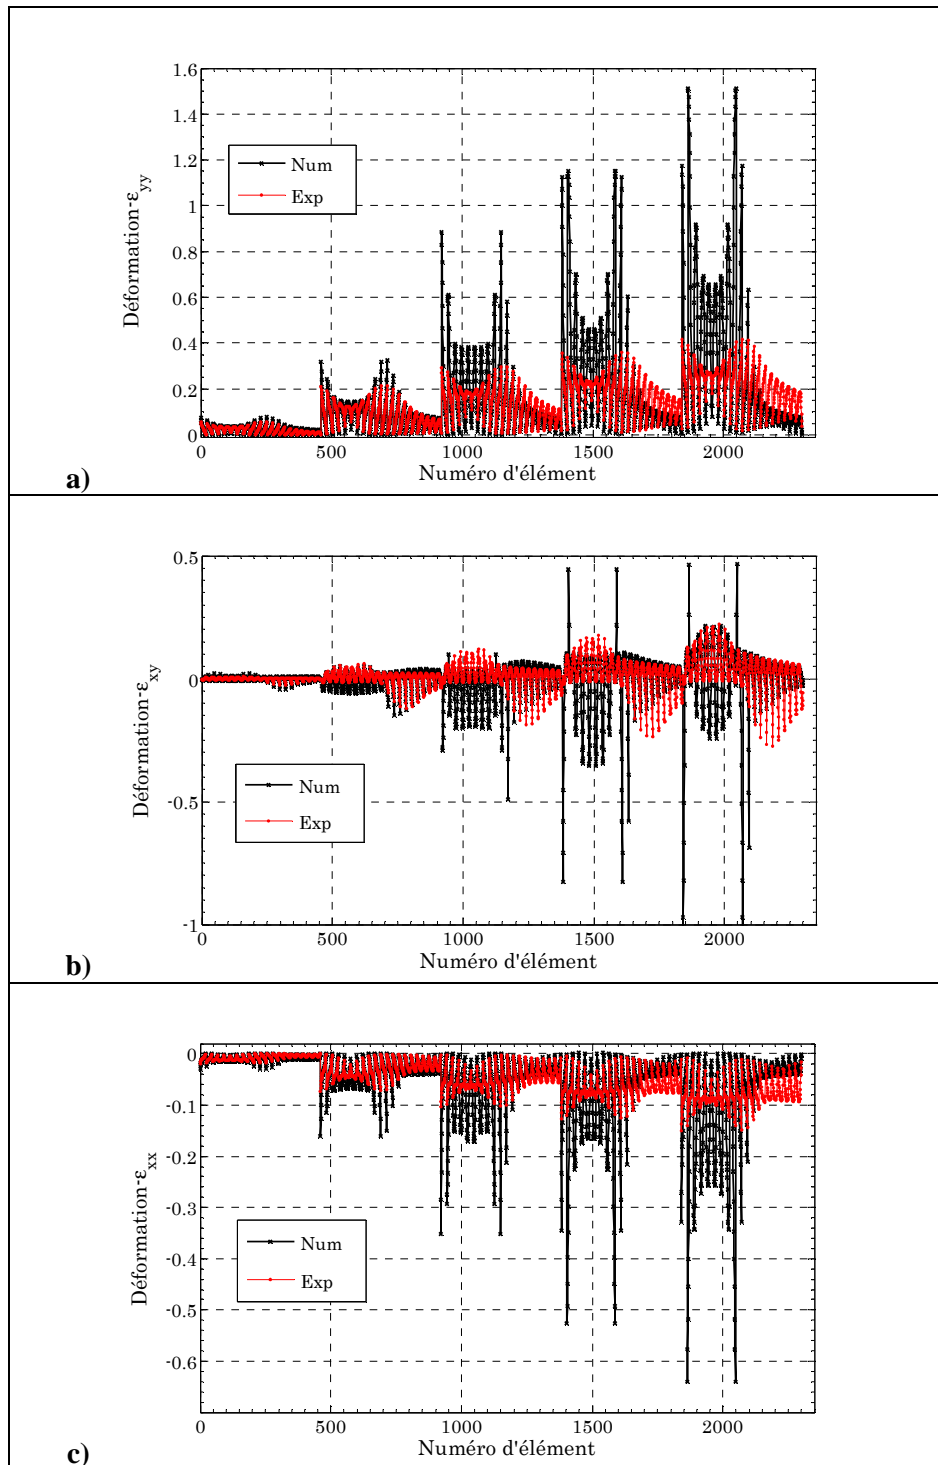 1.6
1.4
1.2
1
0.8
0.6
0.4
0.2
0
Déformation-εyy
Num
Exp
0 500 1000 1500 2000
Numéro d'élément
a)
0.5
0
-0.5
-1
Déformation-εxy
Num
Exp
0 500 1000 1500 2000
Numéro d'élément
b)
0
-0.1
-0.2
-0.3
-0.4
-0.5
-0.6
Déformation-εxx
Num
Exp
0 500 1000 1500 2000
Numéro d'élément
c)